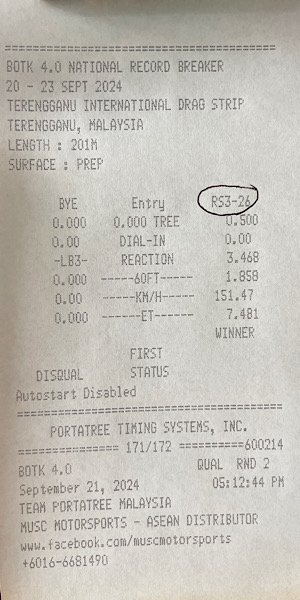 ==============================
BOTK 4.0 NATIONAL RECORD BREAKER
20 - 23 SEPT 2024
TERENGGANU INTERNATIONAL DRAG STRIP
TERENGGANU, MALAYSIA
LENGTH : 201M
SURFACE : PREP
BYE Entry RS3-26
0.000 0.000 TREE 0.500
0.00 DIAL-IN 0.00
-LB3- REACTION 3.468
0.000 -----60FT----- 1.858
0.00 -----KM/H----- 151.47
0.000 ------ET------ 7.481
WINNER
FIRST
DISQUAL STATUS
Autostart Disabled
==============================
PORTATREE TIMING SYSTEMS, INC.
============ 171/172 ==========600214
BOTK 4.0 QUAL RND 2
September 21, 2024 05:12:44 PM
TEAM PORTATREE MALAYSIA
MUSC MOTORSPORTS - ASEAN DISTRIBUTOR
www.facebook.com/muscmotorsports
+6016-6681490